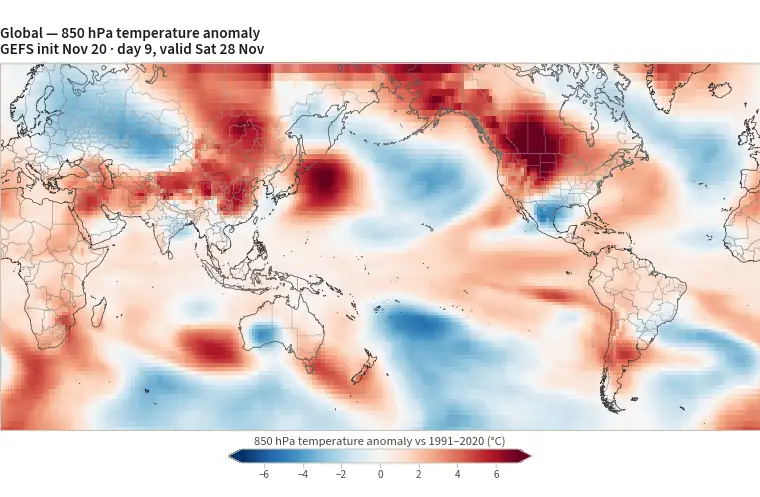 Global — 850 hPa temperature anomaly
GEFS init Nov 20 · day 9, valid Sat 28 Nov
850 hPa temperature anomaly vs 1991–2020 (°C)
−6 −4 −2 0 2 4 6